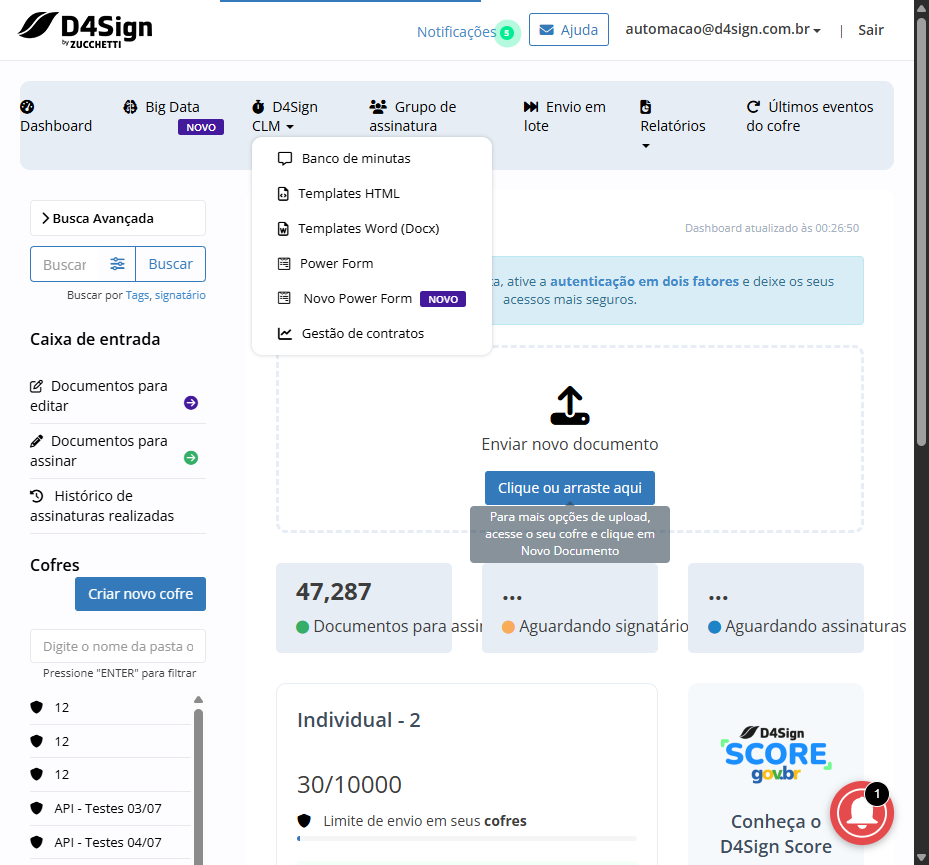 D4Sign
by ZUCCHETTI
Notificações 5
Ajuda
automacao@d4sign.com.br
|
Sair
Dashboard
Big Data
NOVO
D4Sign
CLM
Grupo de
assinatura
Envio em
lote
Relatórios
Últimos eventos
do cofre
Banco de minutas
Templates HTML
Templates Word (Docx)
Power Form
Novo Power Form NOVO
Gestão de contratos
Busca Avançada
Buscar
Buscar
Buscar por Tags, signatário
Caixa de entrada
Documentos para
editar
Documentos para
assinar
Histórico de
assinaturas realizadas
Cofres
Criar novo cofre
Digite o nome da pasta o
Pressione "ENTER" para filtrar
12
12
12
API - Testes 03/07
API - Testes 04/07
Dashboard atualizado às 00:26:50
, ative a autenticação em dois fatores e deixe os seus
acessos mais seguros.
Enviar novo documento
Clique ou arraste aqui
Para mais opções de upload,
acesse o seu cofre e clique em
Novo Documento
47,287
Documentos para assi
...
Aguardando signatário
...
Aguardando assinaturas
Individual - 2
30/10000
Limite de envio em seus cofres
D4Sign
SCORE
gov.br
Conheça o
D4Sign Score
1